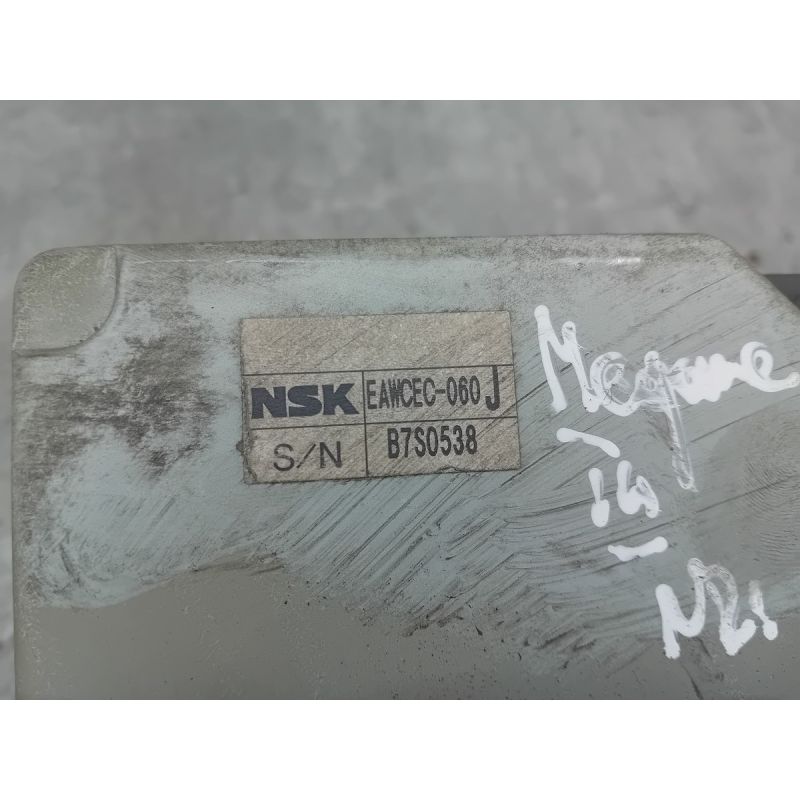 NSK EAWCEC-060 J
S/N B7S0538
Megane